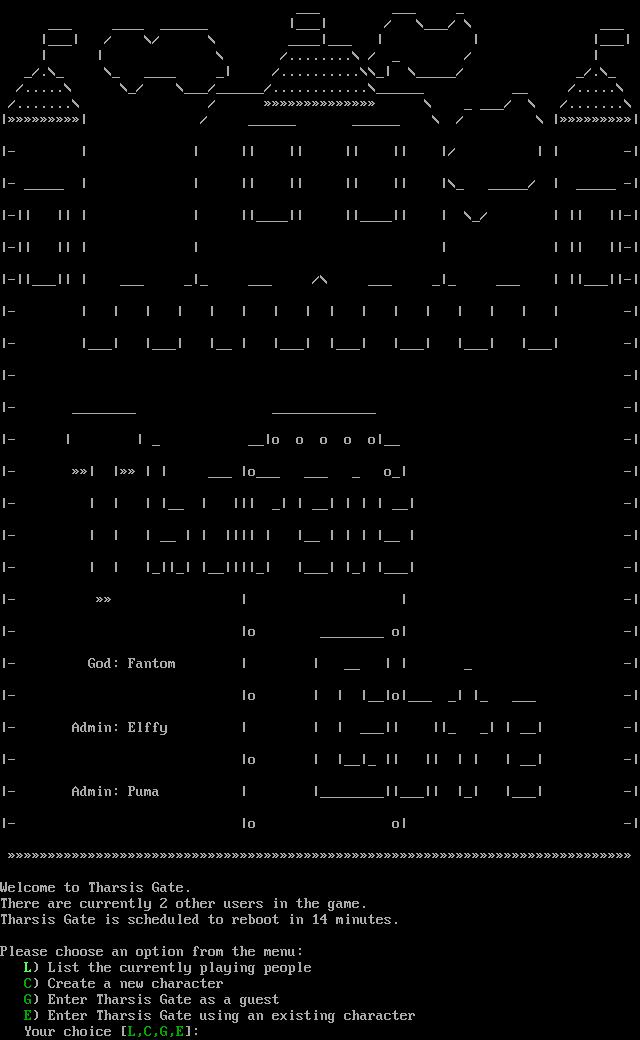 The Gate
God: Fantom
Admin: Elffy
Admin: Puma
Welcome to Tharsis Gate.
There are currently 2 other users in the game.
Tharsis Gate is scheduled to reboot in 14 minutes.
Please choose an option from the menu:
L) List the currently playing people
C) Create a new character
G) Enter Tharsis Gate as a guest
E) Enter Tharsis Gate using an existing character
Your choice [L,C,G,E]: